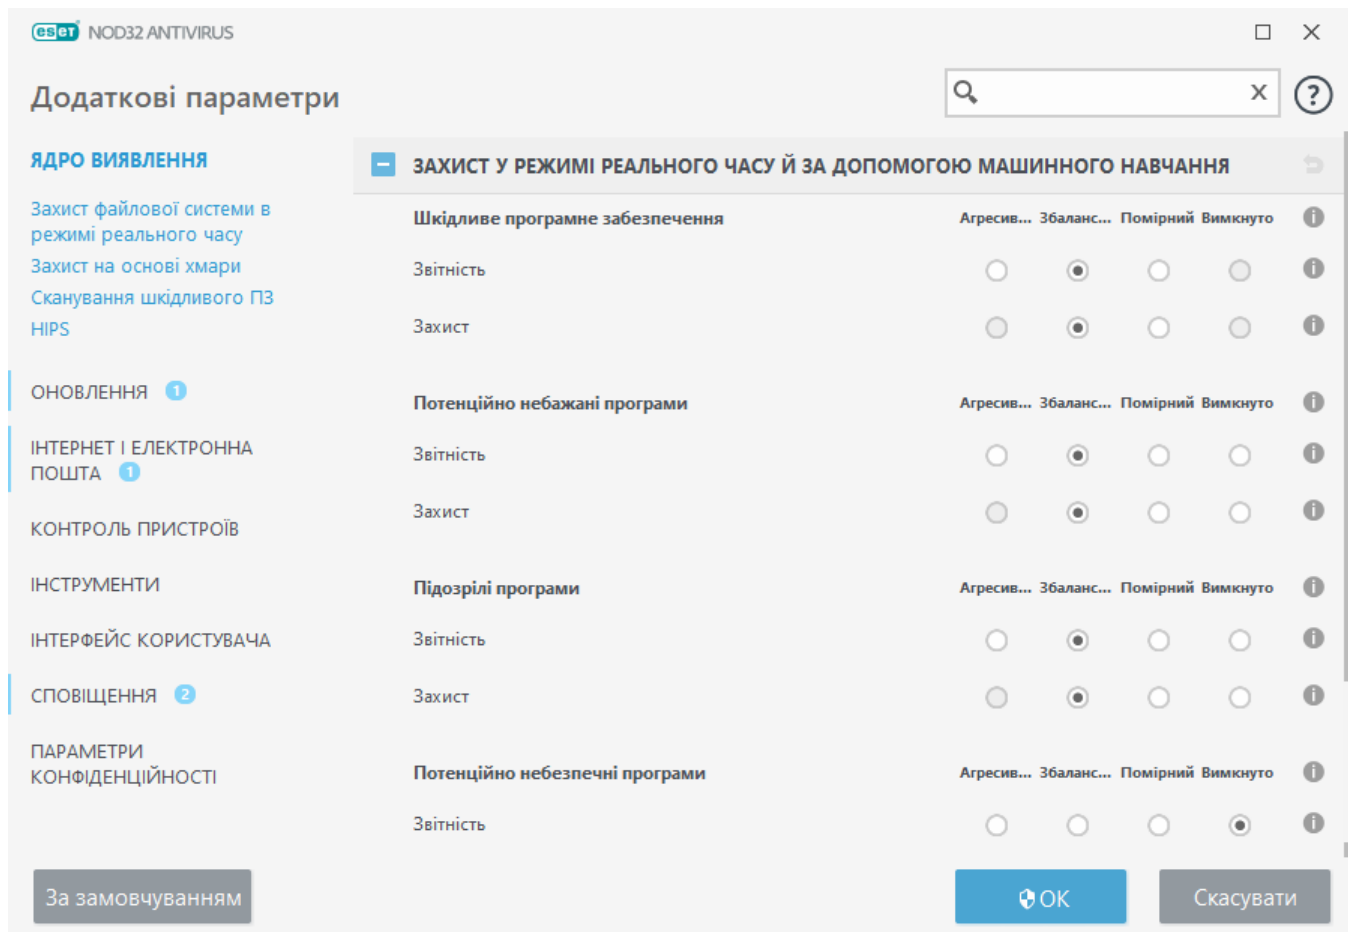 eset NOD32 ANTIVIRUS
Додаткові параметри
x
?
ЯДРО ВИЯВЛЕННЯ
Захист файлової системи в
режимі реального часу
Захист на основі хмари
Сканування шкідливого ПЗ
HIPS
ОНОВЛЕННЯ 1
ІНТЕРНЕТ І ЕЛЕКТРОННА
ПОШТА 1
КОНТРОЛЬ ПРИСТРОЇВ
ІНСТРУМЕНТИ
ІНТЕРФЕЙС КОРИСТУВАЧА
СПОВІЩЕННЯ 2
ПАРАМЕТРИ
КОНФІДЕНЦІЙНОСТІ
ЗАХИСТ У РЕЖИМІ РЕАЛЬНОГО ЧАСУ Й ЗА ДОПОМОГОЮ МАШИННОГО НАВЧАННЯ
Шкідливе програмне забезпечення Агресив... Збаланс... Помірний Вимкнуто i
Звітність i
Захист i
Потенційно небажані програми Агресив... Збаланс... Помірний Вимкнуто i
Звітність i
Захист i
Підозрілі програми Агресив... Збаланс... Помірний Вимкнуто i
Звітність i
Захист i
Потенційно небезпечні програми Агресив... Збаланс... Помірний Вимкнуто i
Звітність i
За замовчуванням
ОК
Скасувати